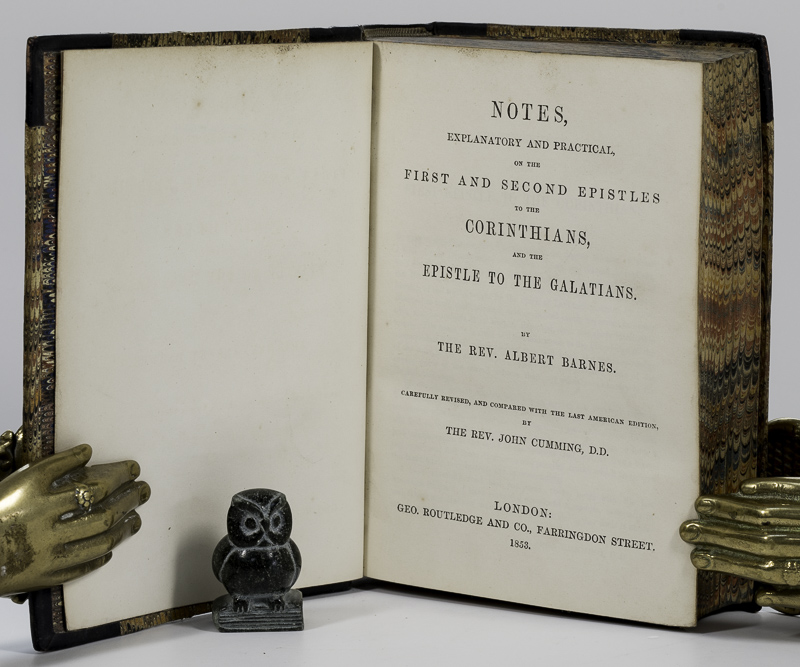 NOTES,
EXPLANATORY AND PRACTICAL,
ON THE
FIRST AND SECOND EPISTLES
TO THE
CORINTHIANS,
AND THE
EPISTLE TO THE GALATIANS.
BY
THE REV. ALBERT BARNES.
CAREFULLY REVISED, AND COMPARED WITH THE LAST AMERICAN EDITION,
BY
THE REV. JOHN CUMMING, D.D.
LONDON:
GEO. ROUTLEDGE AND CO., FARRINGDON STREET.
1853.